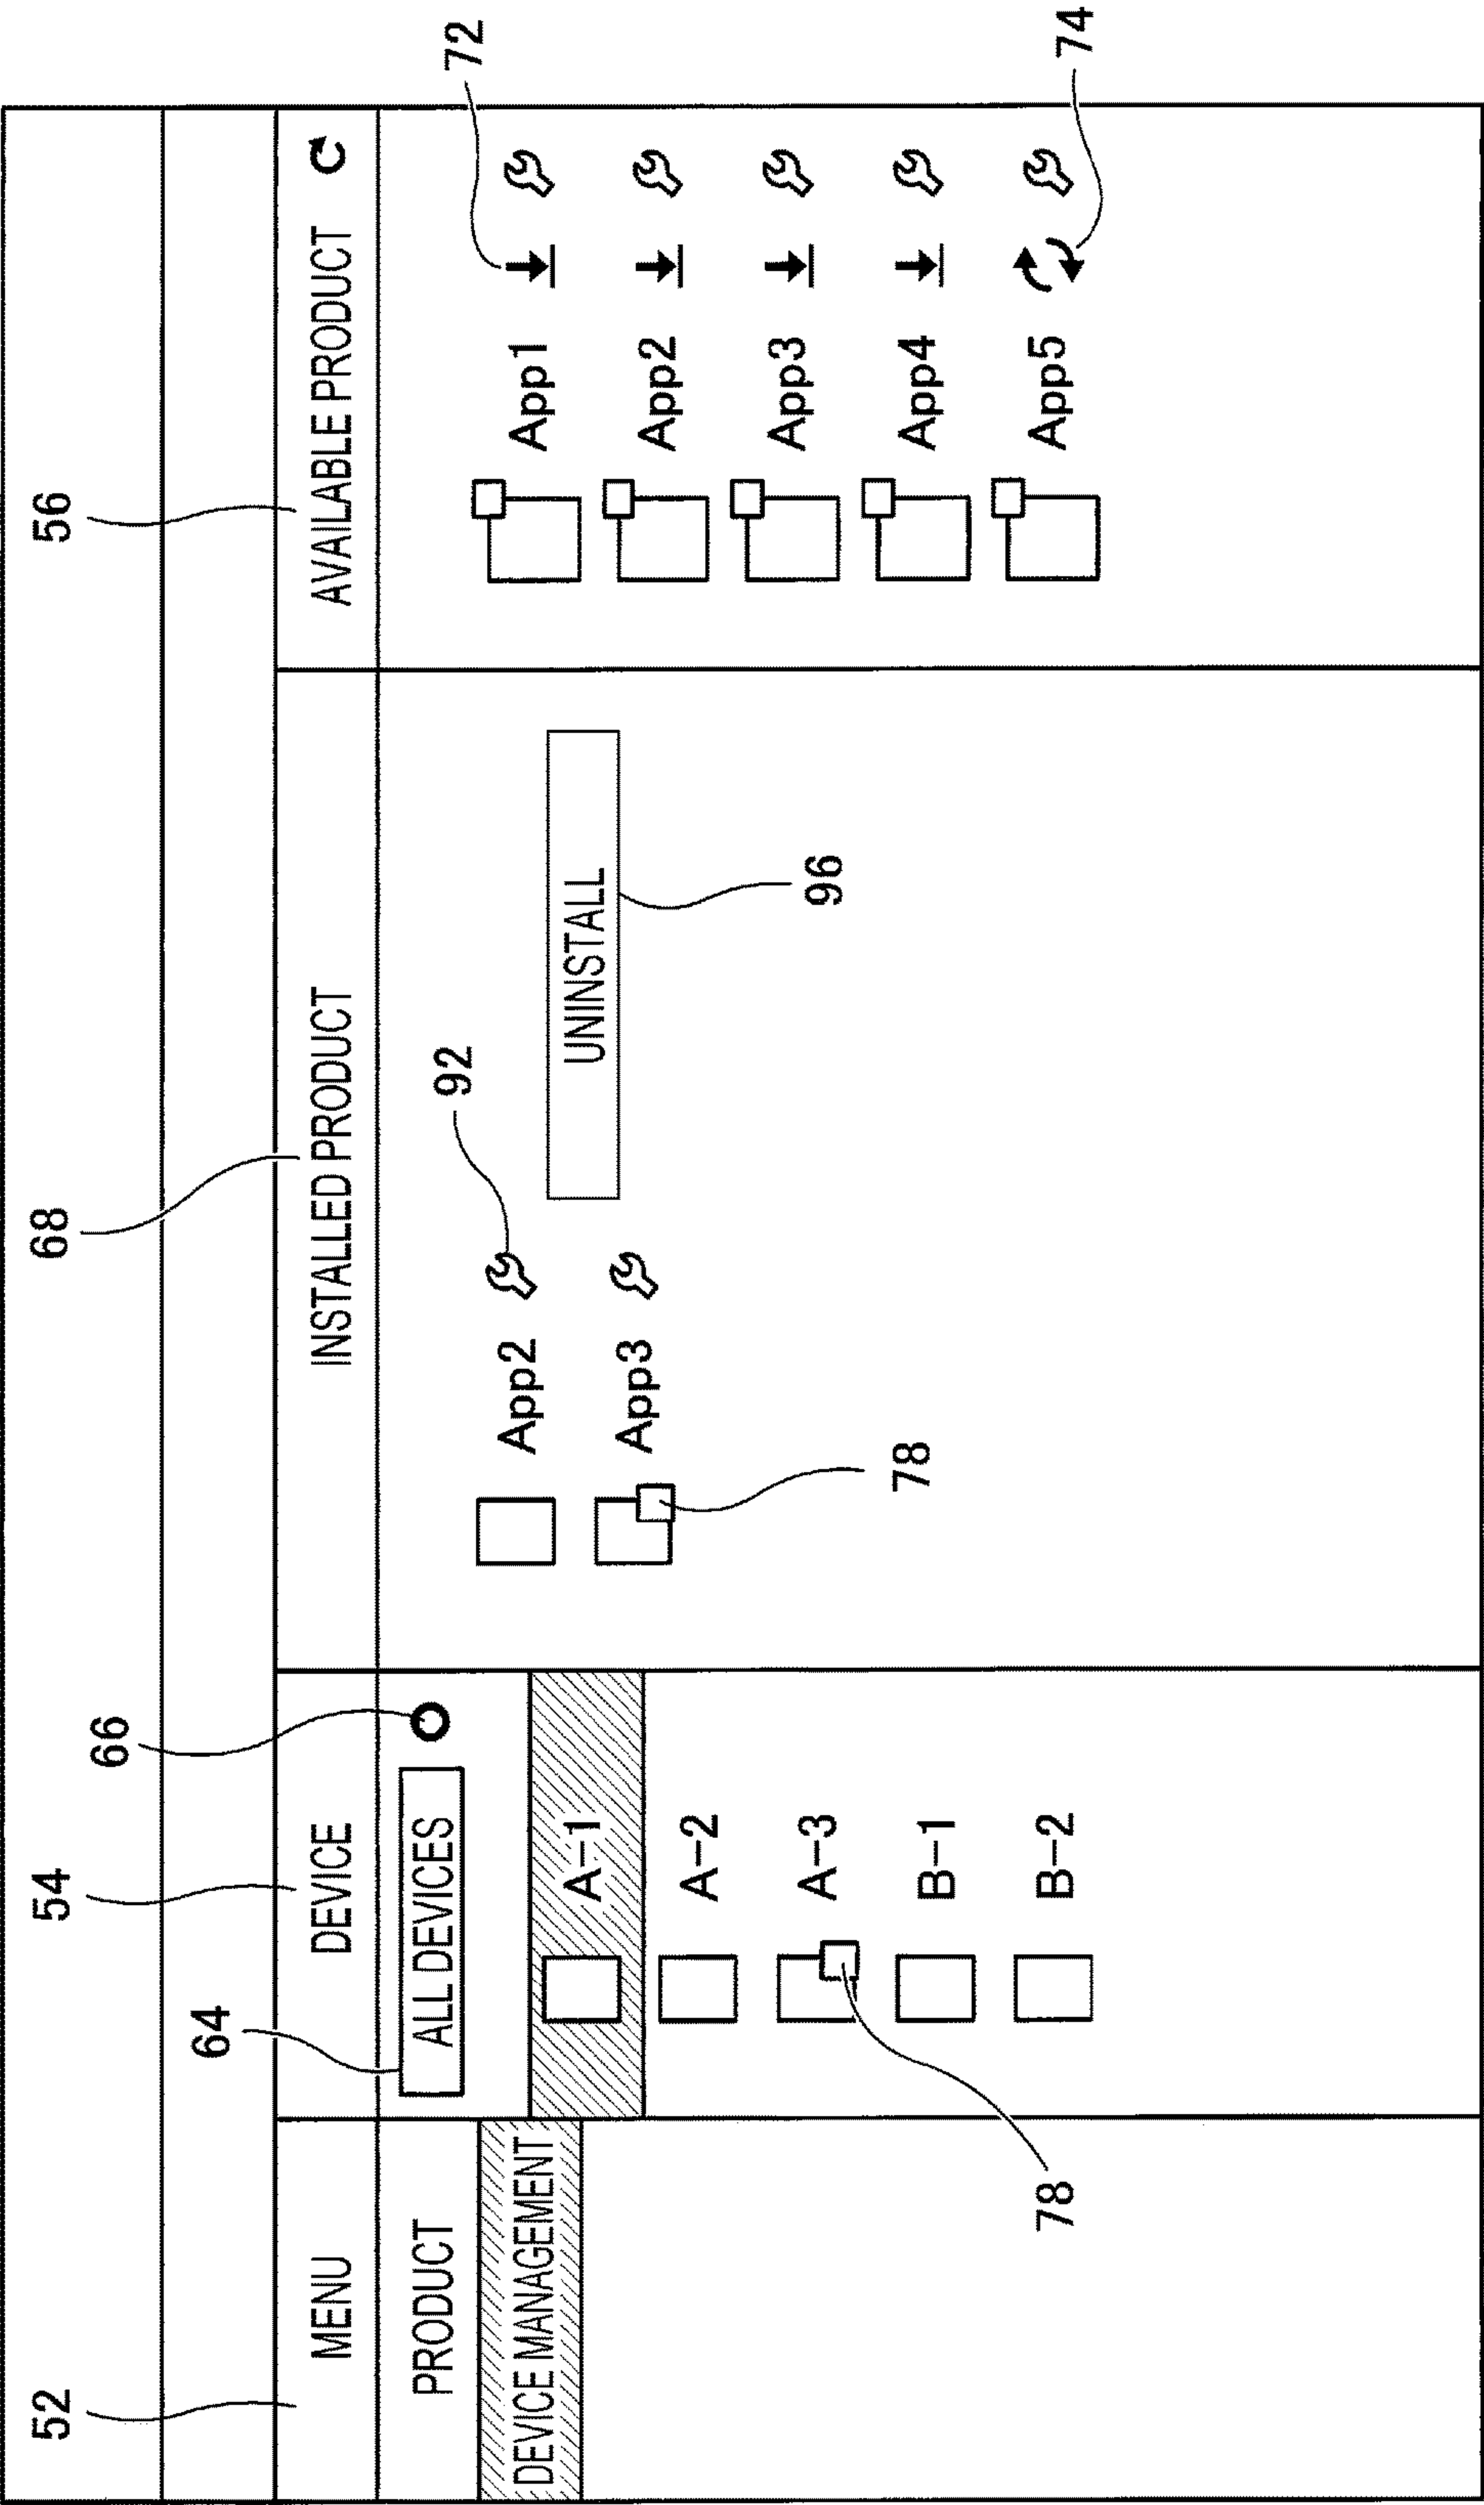 52
54
68
56
64
66
72
74
MENU
DEVICE
INSTALLED PRODUCT
AVAILABLE PRODUCT
PRODUCT
DEVICE MANAGEMENT
ALL DEVICES
A-1
A-2
A-3
B-1
B-2
78
App2
92
App3
UNINSTALL
96
78
App1
App2
App3
App4
App5